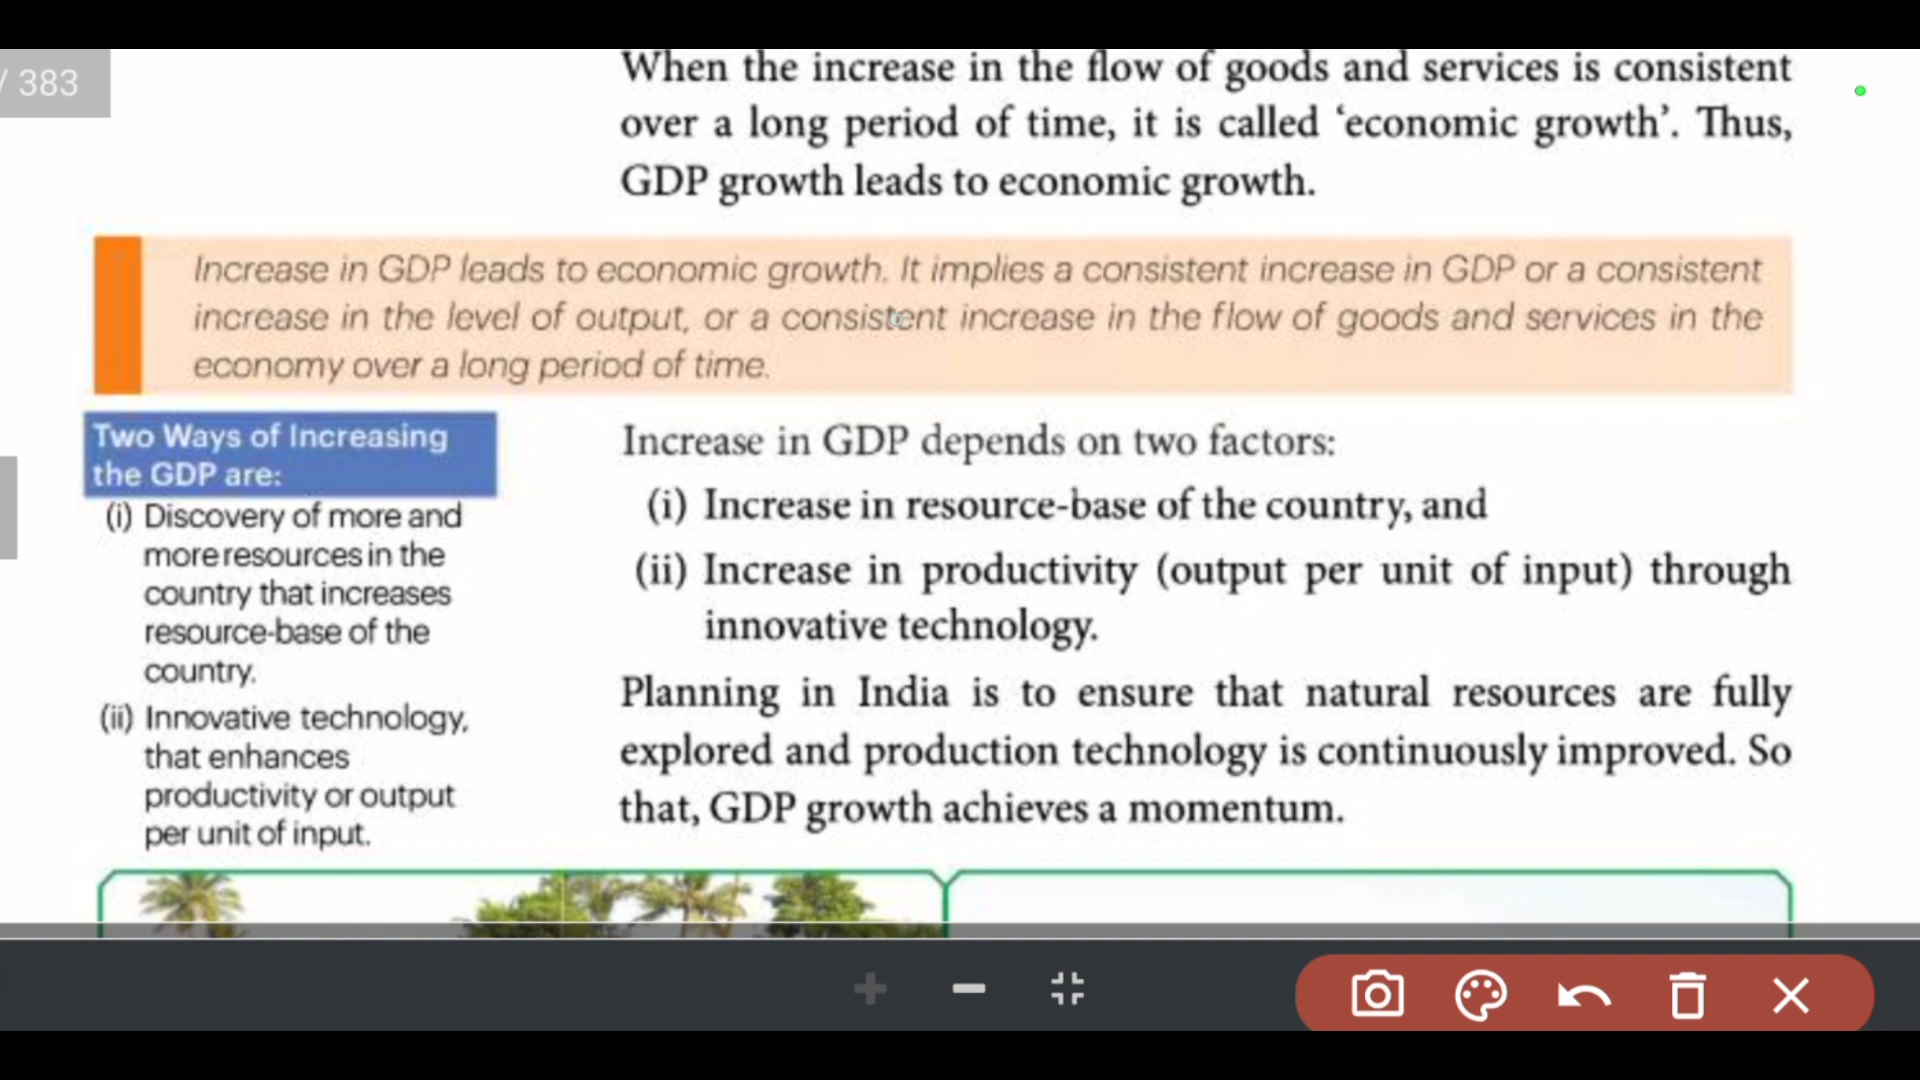 / 383
When the increase in the flow of goods and services is consistent
over a long period of time, it is called ‘economic growth’. Thus,
GDP growth leads to economic growth.
Increase in GDP leads to economic growth. It implies a consistent increase in GDP or a consistent
increase in the level of output, or a consistent increase in the flow of goods and services in the
economy over a long period of time.
Two Ways of Increasing
the GDP are:
(i) Discovery of more and
more resources in the
country that increases
resource-base of the
country.
(ii) Innovative technology,
that enhances
productivity or output
per unit of input.
Increase in GDP depends on two factors:
(i) Increase in resource-base of the country, and
(ii) Increase in productivity (output per unit of input) through
innovative technology.
Planning in India is to ensure that natural resources are fully
explored and production technology is continuously improved. So
that, GDP growth achieves a momentum.